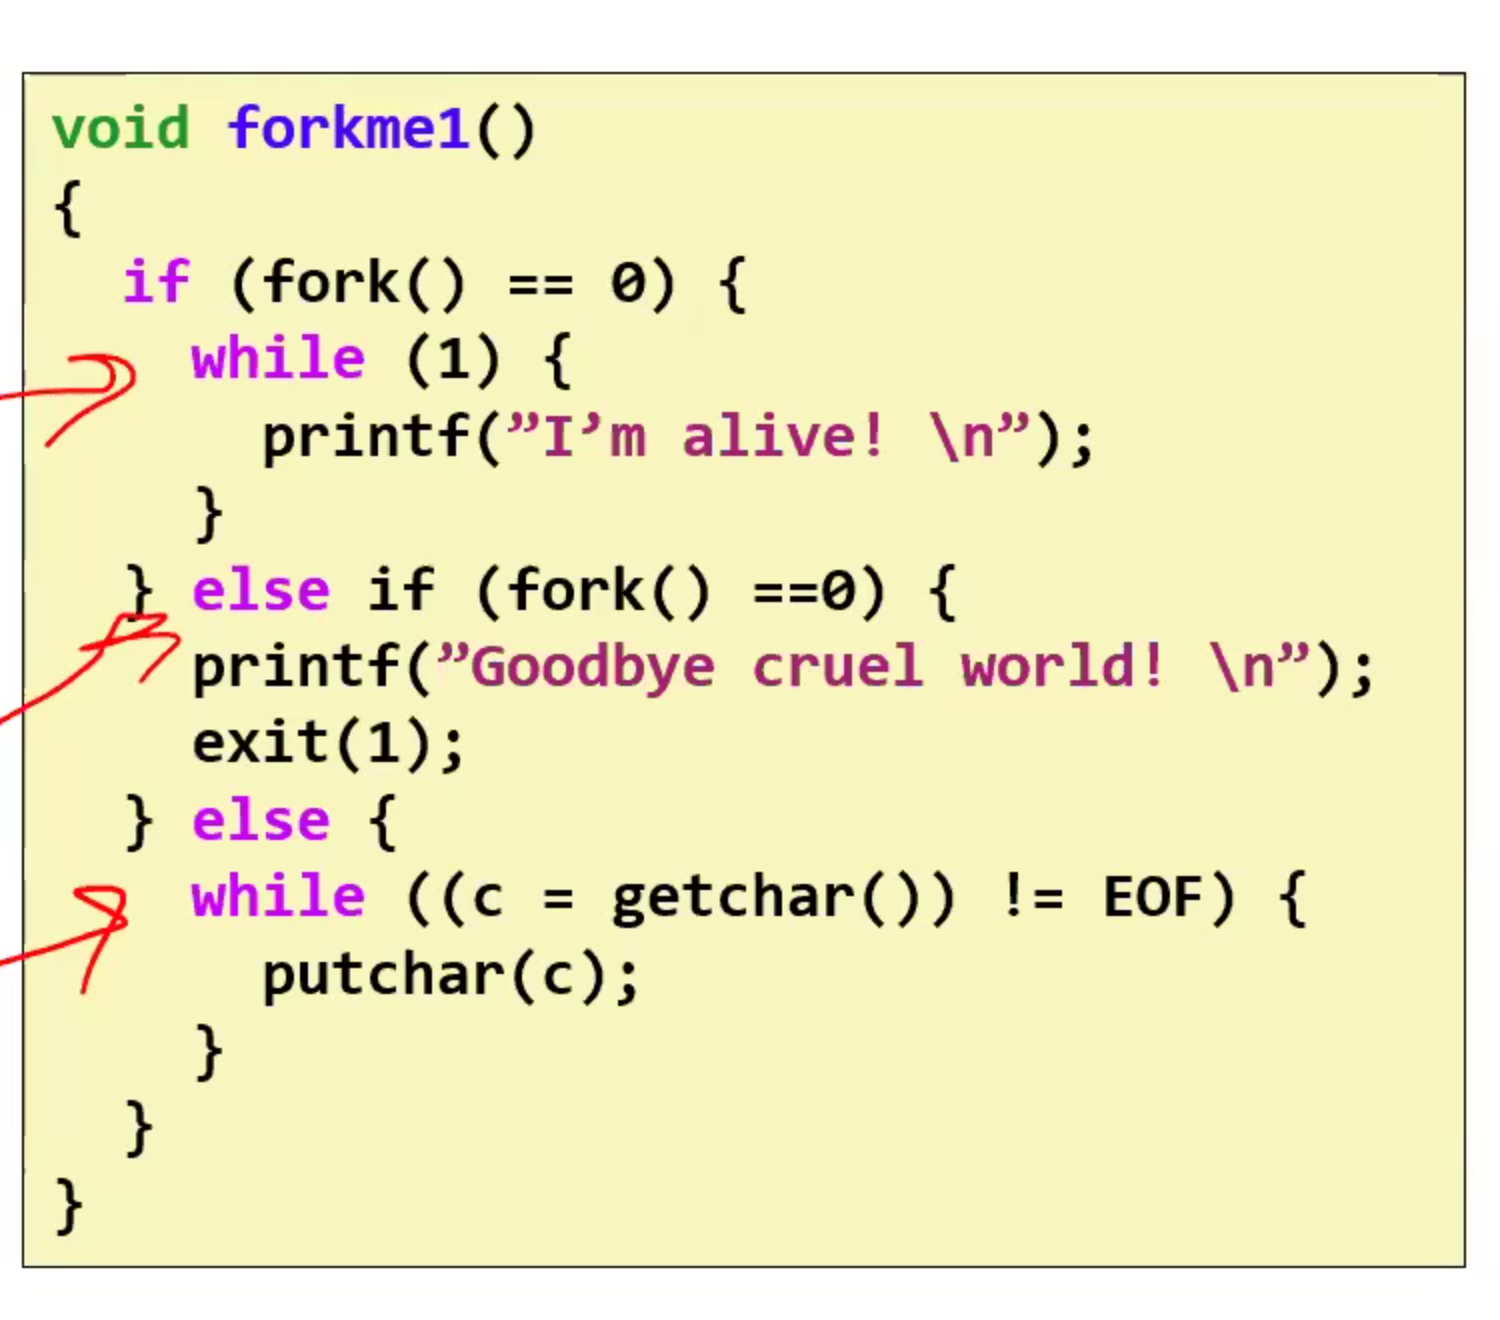 void forkme1()
{
  if (fork() == 0) {
    while (1) {
      printf(”I’m alive! \n”);
    }
  } else if (fork() ==0) {
    printf(”Goodbye cruel world! \n”);
    exit(1);
  } else {
    while ((c = getchar()) != EOF) {
      putchar(c);
    }
  }
}